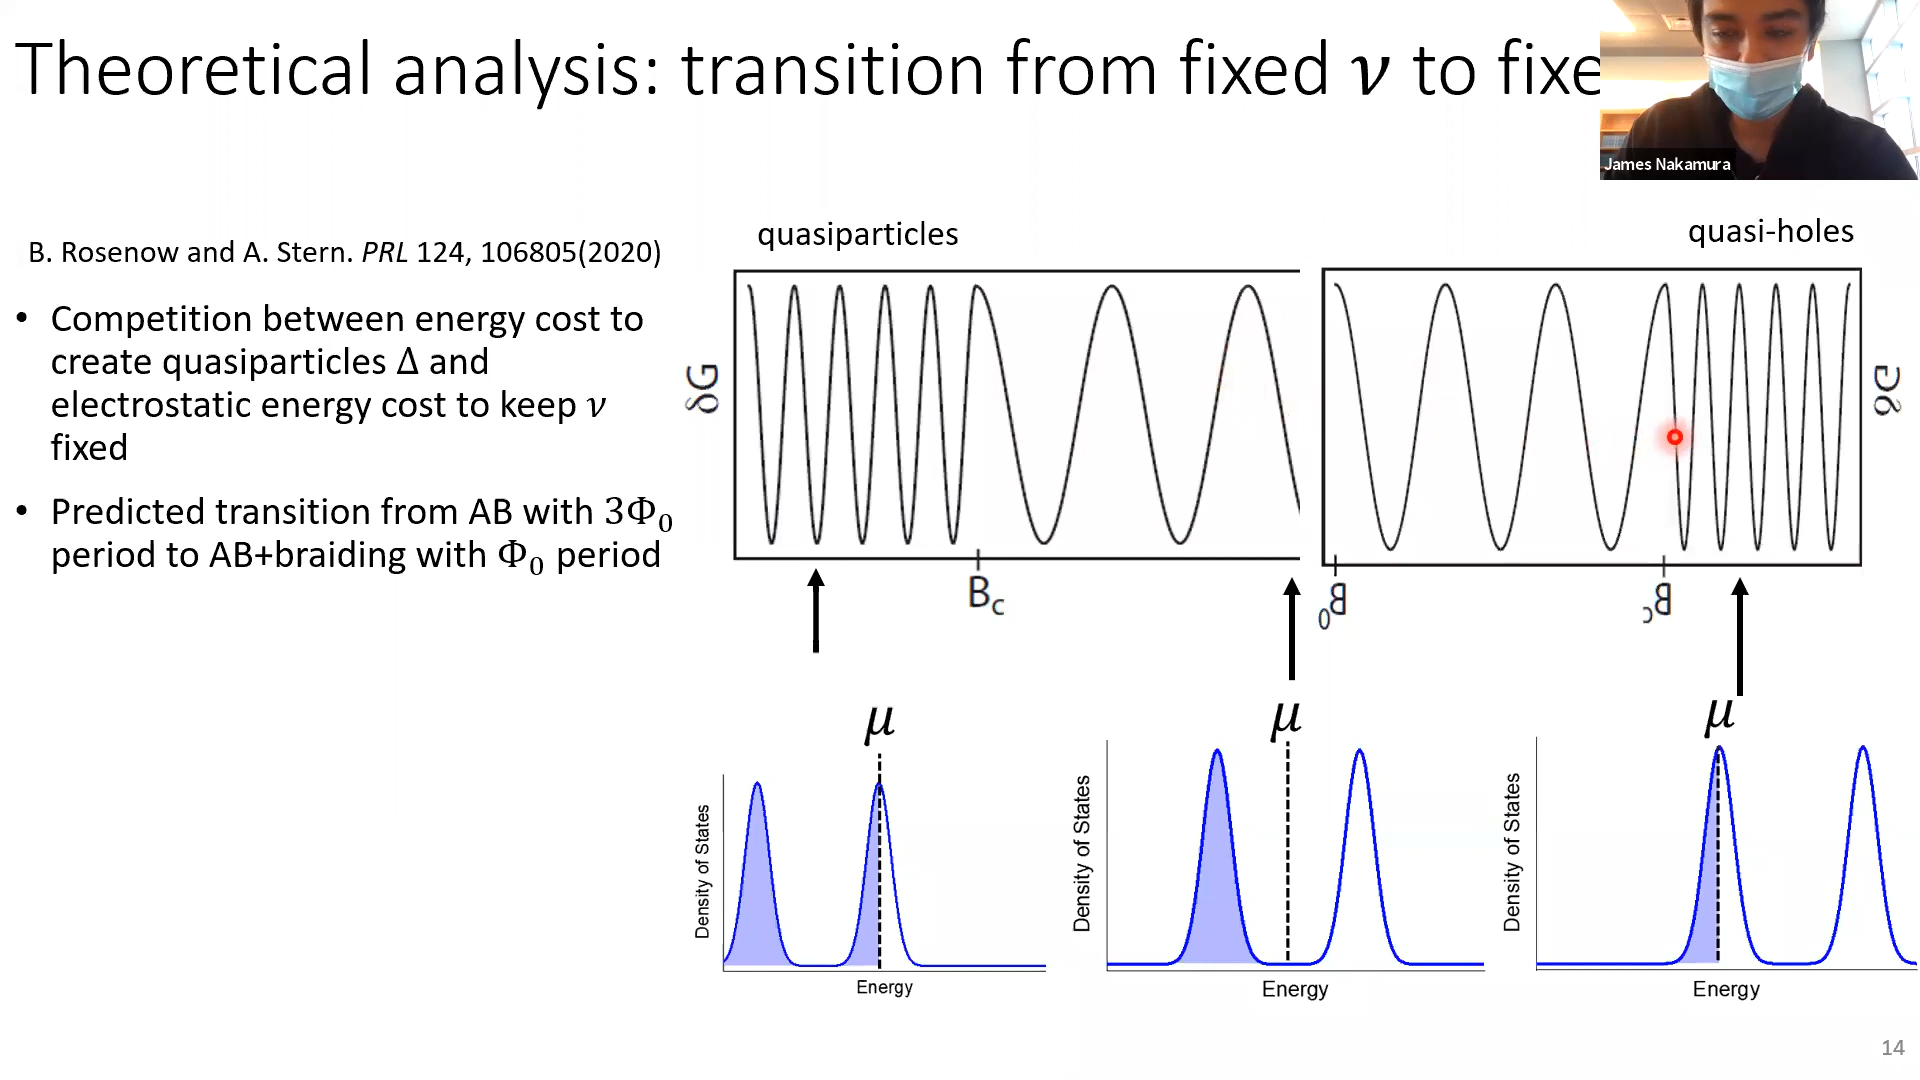 Theoretical analysis: transition from fixed ν to fixe
James Nakamura
B. Rosenow and A. Stern. PRL 124, 106805(2020)
• Competition between energy cost to
create quasiparticles Δ and
electrostatic energy cost to keep ν
fixed
• Predicted transition from AB with 3Φ₀
period to AB+braiding with Φ₀ period
quasiparticles
quasi-holes
δG
B_c
B₀
B_c
δG
μ
μ
μ
Density of States
Energy
Density of States
Energy
Density of States
Energy
14